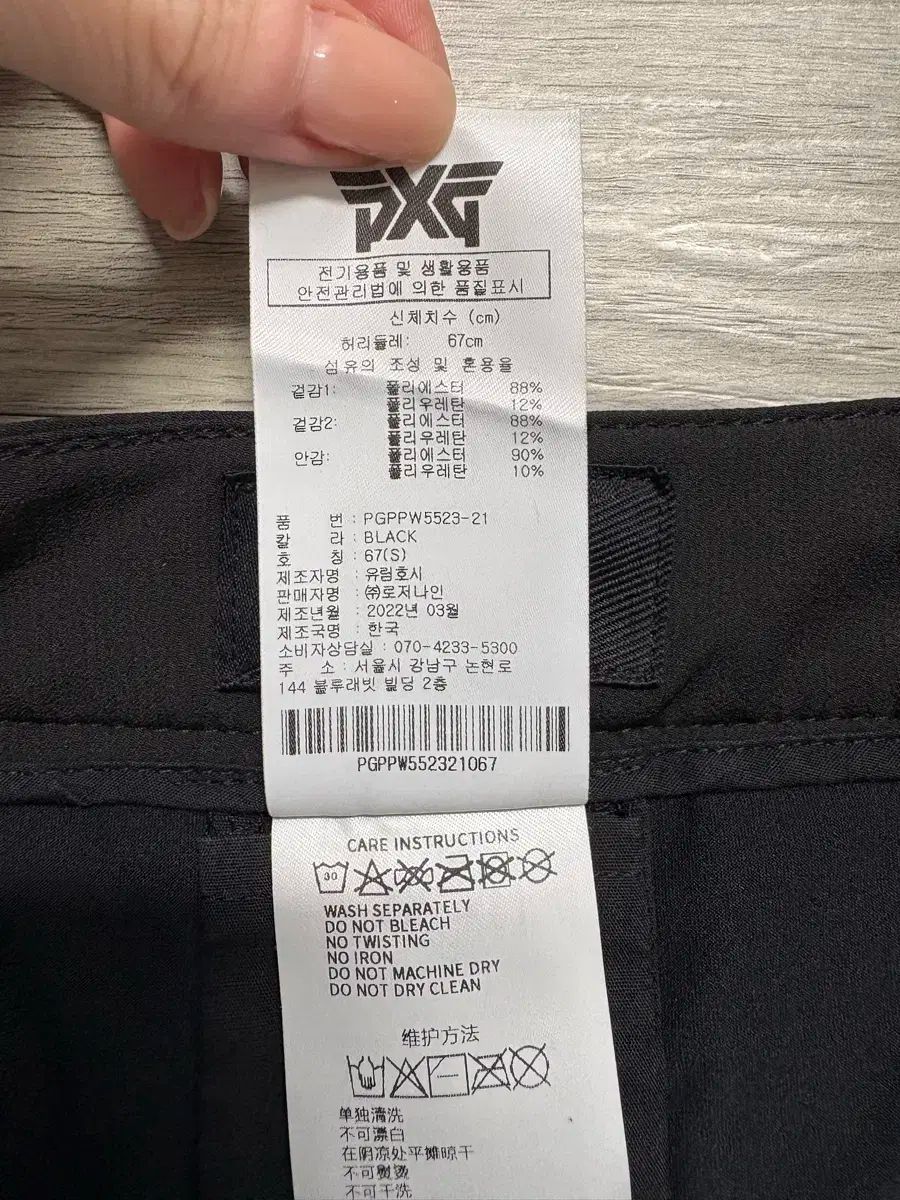 PXG
전기용품 및 생활용품
안전관리법에 의한 품질표시
신체치수 (cm)
허리둘레: 67cm
섬유의 조성 및 혼용율
겉감1: 폴리에스터 88%
폴리우레탄 12%
겉감2: 폴리에스터 88%
폴리우레탄 12%
안감: 폴리에스터 90%
폴리우레탄 10%
품 번 : PGPPW5523-21
칼 라 : BLACK
호 칭 : 67(S)
제조자명 : 유림호시
판매자명 : ㈜로저나인
제조년월 : 2022년 03월
제조국명 : 한국
소비자상담실 : 070-4233-5300
주 소 : 서울시 강남구 논현로
144 블루래빗 빌딩 2층
PGPPW552321067
CARE INSTRUCTIONS
30
WASH SEPARATELY
DO NOT BLEACH
NO TWISTING
NO IRON
DO NOT MACHINE DRY
DO NOT DRY CLEAN
维护方法
单独清洗
不可漂白
在阴凉处平摊晾干
不可熨烫
不可干洗